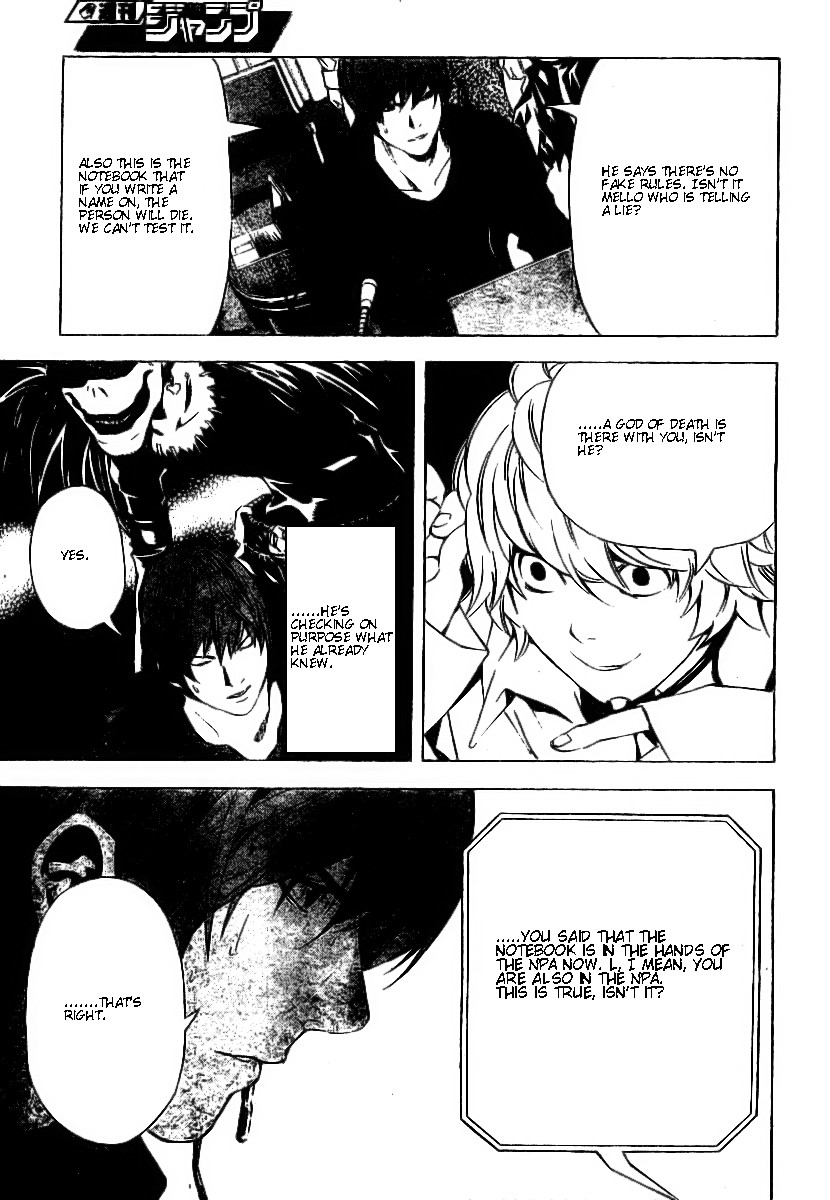 週刊
ジャンプ
HE SAYS THERE'S NO
FAKE RULES. ISN'T IT
MELLO WHO IS TELLING
A LIE?
ALSO THIS IS THE
NOTEBOOK THAT
IF YOU WRITE A
NAME ON, THE
PERSON WILL DIE.
WE CAN'T TEST IT.
.....A GOD OF DEATH IS
THERE WITH YOU, ISN'T
HE?
......HE'S
CHECKING ON
PURPOSE WHAT
HE ALREADY
KNEW.
YES.
.....YOU SAID THAT THE
NOTEBOOK IS IN THE HANDS OF
THE NPA NOW. L, I MEAN, YOU
ARE ALSO IN THE NPA.
THIS IS TRUE, ISN'T IT?
.......THAT'S
RIGHT.